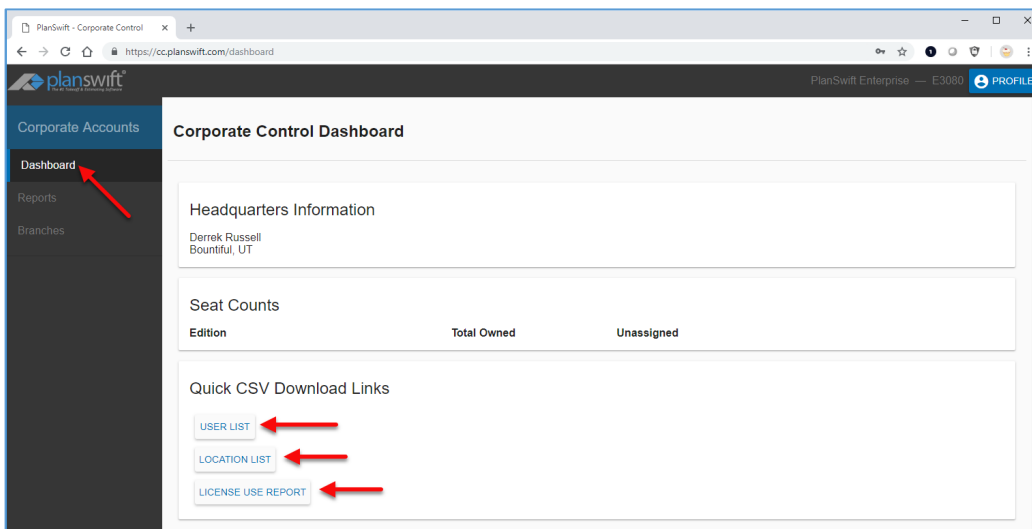 PlanSwift - Corporate Control
https://cc.planswift.com/dashboard
planswift®
PlanSwift Enterprise — E3080
PROFILE
Corporate Accounts
Dashboard
Reports
Branches
Corporate Control Dashboard
Headquarters Information
Derrek Russell
Bountiful, UT
Seat Counts
Edition Total Owned Unassigned
Quick CSV Download Links
USER LIST
LOCATION LIST
LICENSE USE REPORT